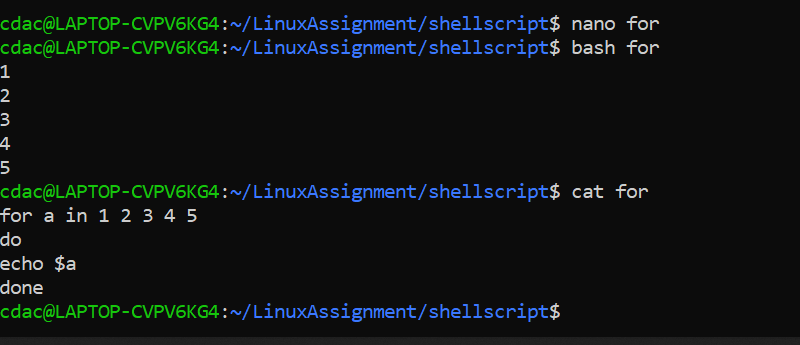 cdac@LAPTOP-CVPV6KG4:~/LinuxAssignment/shellscript$ nano for
cdac@LAPTOP-CVPV6KG4:~/LinuxAssignment/shellscript$ bash for
1
2
3
4
5
cdac@LAPTOP-CVPV6KG4:~/LinuxAssignment/shellscript$ cat for
for a in 1 2 3 4 5
do
echo $a
done
cdac@LAPTOP-CVPV6KG4:~/LinuxAssignment/shellscript$